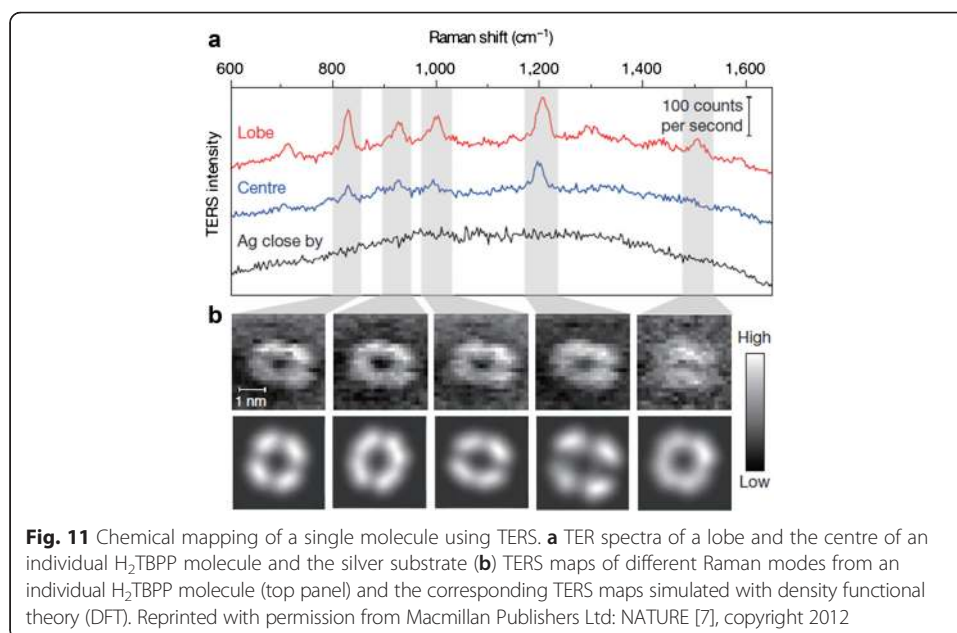 a
Raman shift (cm⁻¹)
600 800 1,000 1,200 1,400 1,600
100 counts
per second
Lobe
Centre
Ag close by
TERS intensity
b
1 nm
High
Low
Fig. 11 Chemical mapping of a single molecule using TERS. a TER spectra of a lobe and the centre of an
individual H₂TBPP molecule and the silver substrate (b) TERS maps of different Raman modes from an
individual H₂TBPP molecule (top panel) and the corresponding TERS maps simulated with density functional
theory (DFT). Reprinted with permission from Macmillan Publishers Ltd: NATURE [7], copyright 2012